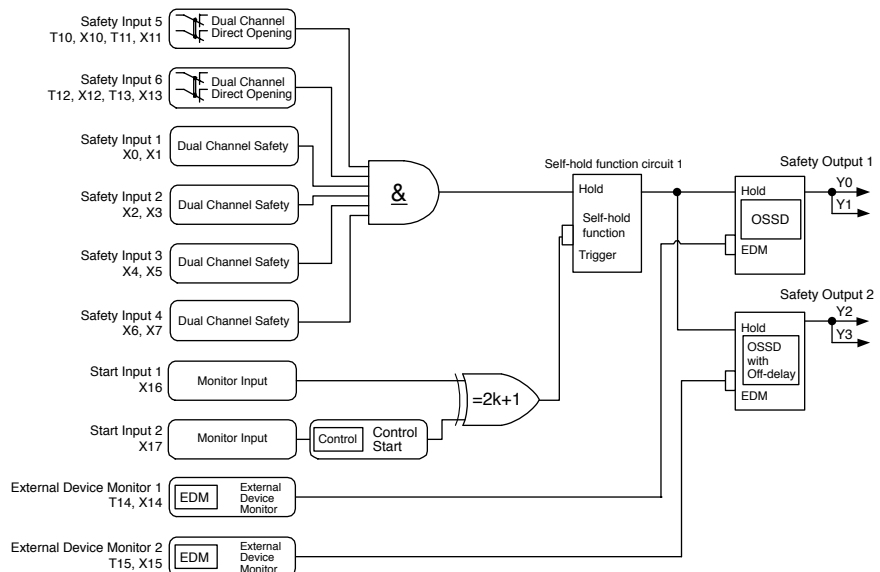 Safety Input 5
T10, X10, T11, X11
Dual Channel
Direct Opening
Safety Input 6
T12, X12, T13, X13
Dual Channel
Direct Opening
Safety Input 1
X0, X1
Dual Channel Safety
Safety Input 2
X2, X3
Dual Channel Safety
Safety Input 3
X4, X5
Dual Channel Safety
Safety Input 4
X6, X7
Dual Channel Safety
&
Start Input 1
X16
Monitor Input
Start Input 2
X17
Monitor Input
Control
Control
Start
=2k+1
External Device Monitor 1
T14, X14
EDM
External
Device
Monitor
External Device Monitor 2
T15, X15
EDM
External
Device
Monitor
Self-hold function circuit 1
Hold
Self-hold
function
Trigger
Safety Output 1
Hold
OSSD
EDM
Y0
Y1
Safety Output 2
Hold
OSSD
with
Off-delay
EDM
Y2
Y3